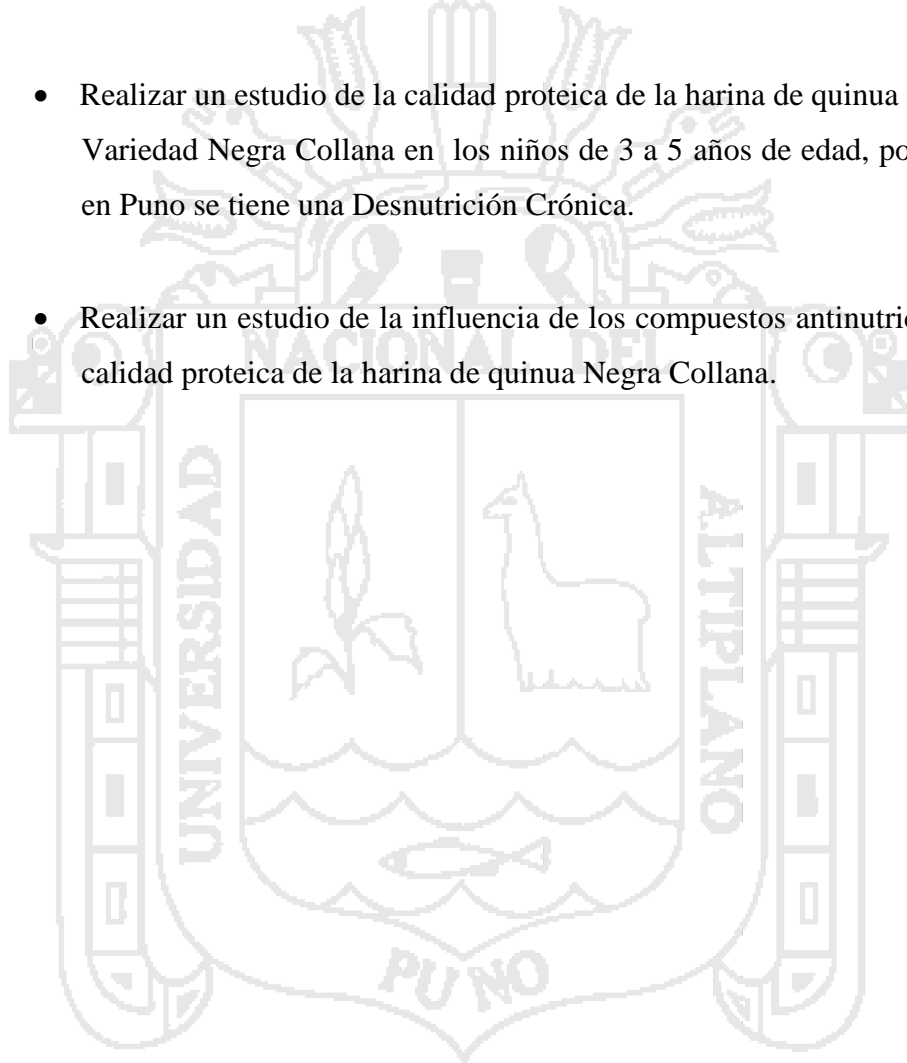 • Realizar un estudio de la calidad proteica de la harina de quinua
Variedad Negra Collana en los niños de 3 a 5 años de edad,
en Puno se tiene una Desnutrición Crónica.
• Realizar un estudio de la influencia de los compuestos
calidad proteica de la harina de quinua Negra Collana.
NACIONAL DEL
UNIVERSIDAD
ALTIPLANO
PUNO